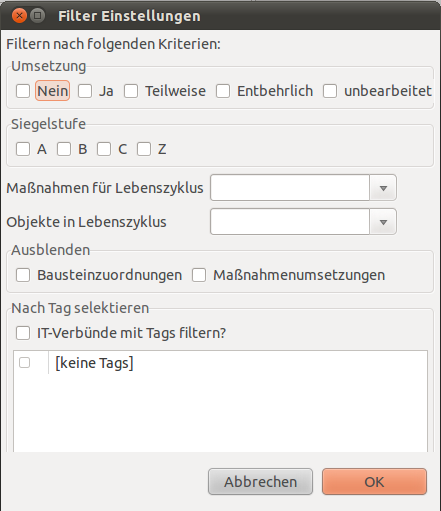 Filter Einstellungen
Filtern nach folgenden Kriterien:
Umsetzung
Nein Ja Teilweise Entbehrlich unbearbeitet
Siegelstufe
A B C Z
Maßnahmen für Lebenszyklus
Objekte in Lebenszyklus
Ausblenden
Bausteinzuordnungen Maßnahmenumsetzungen
Nach Tag selektieren
IT-Verbünde mit Tags filtern?
[keine Tags]
Abbrechen OK